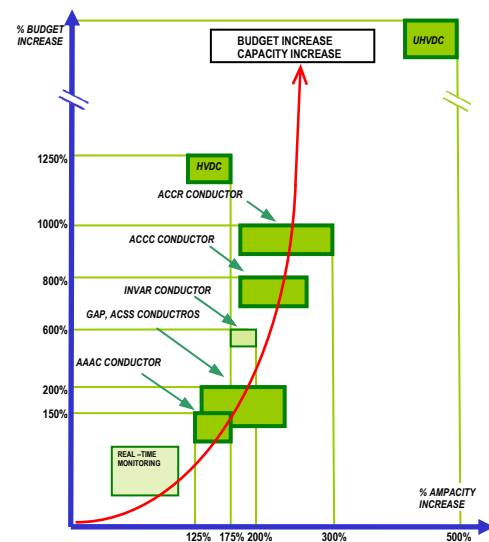 % BUDGET
INCREASE
BUDGET INCREASE
CAPACITY INCREASE
UHVDC
1250%
HVDC
ACCR CONDUCTOR
1000%
ACCC CONDUCTOR
800%
INVAR CONDUCTOR
GAP, ACSS CONDUCTROS
600%
AAAC CONDUCTOR
200%
150%
REAL –TIME
MONITORING
% AMPACITY
INCREASE
125% 175% 200% 300% 500%